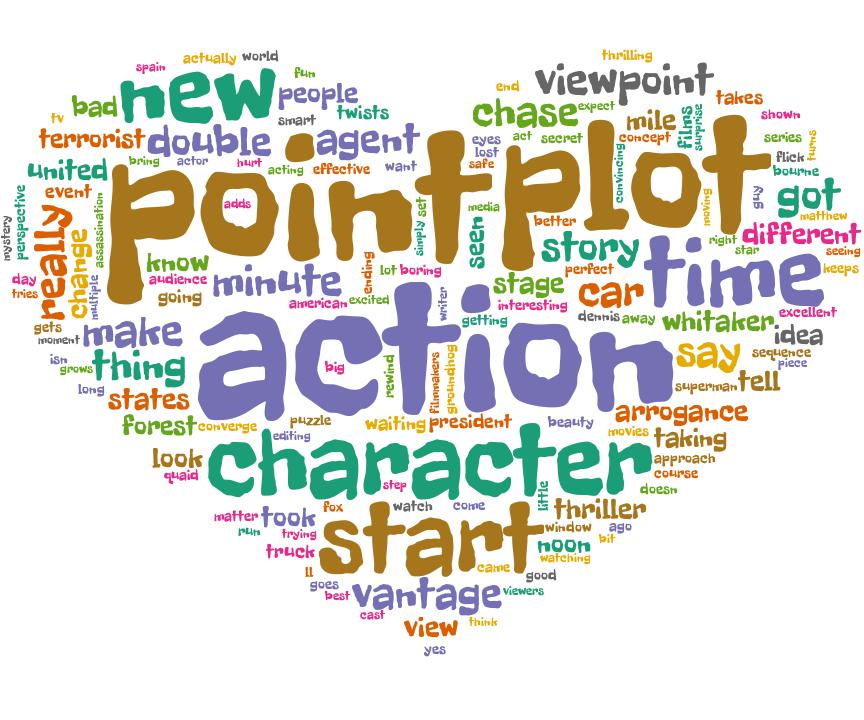 spain actually world thrilling
tv bad new fun people smart twists
end viewpoint chase expect mile films surprise takes shown
terrorist double agent eyes act secret concept series
united bring actor hurt acting effective want lost safe convincing flick turns
event point plot bourne
mystery perspective really change assassination adds simply set media seen better moving guy got matthew
know audience minute ending lot boring story right star different seeing
day tries multiple going american excited writer stage perfect car time keeps
interesting getting dennis away whitaker excellent
gets moment make action idea
isn grows thing big rewind filmmakers groundhog say sequence piece
long states superman tell
forest converge puzzle waiting president beauty arrogance
editing movies taking
look quaid character step approach course
little doesn
matter took fox watch come thriller
run trying start window ago bit
truck noon watching
ll came good
goes best vantage viewers
cast view think
yes